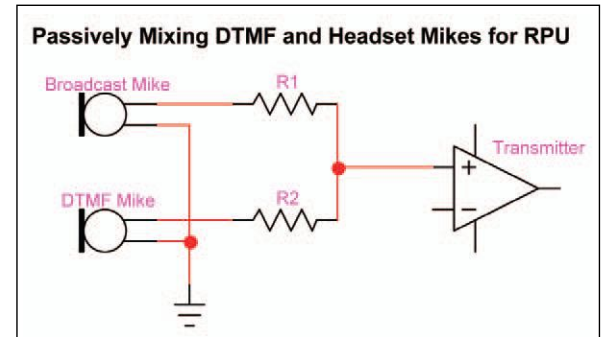 Passively Mixing DTMF and Headset Mikes for RPU
Broadcast Mike
R1
Transmitter
+
−
DTMF Mike
R2